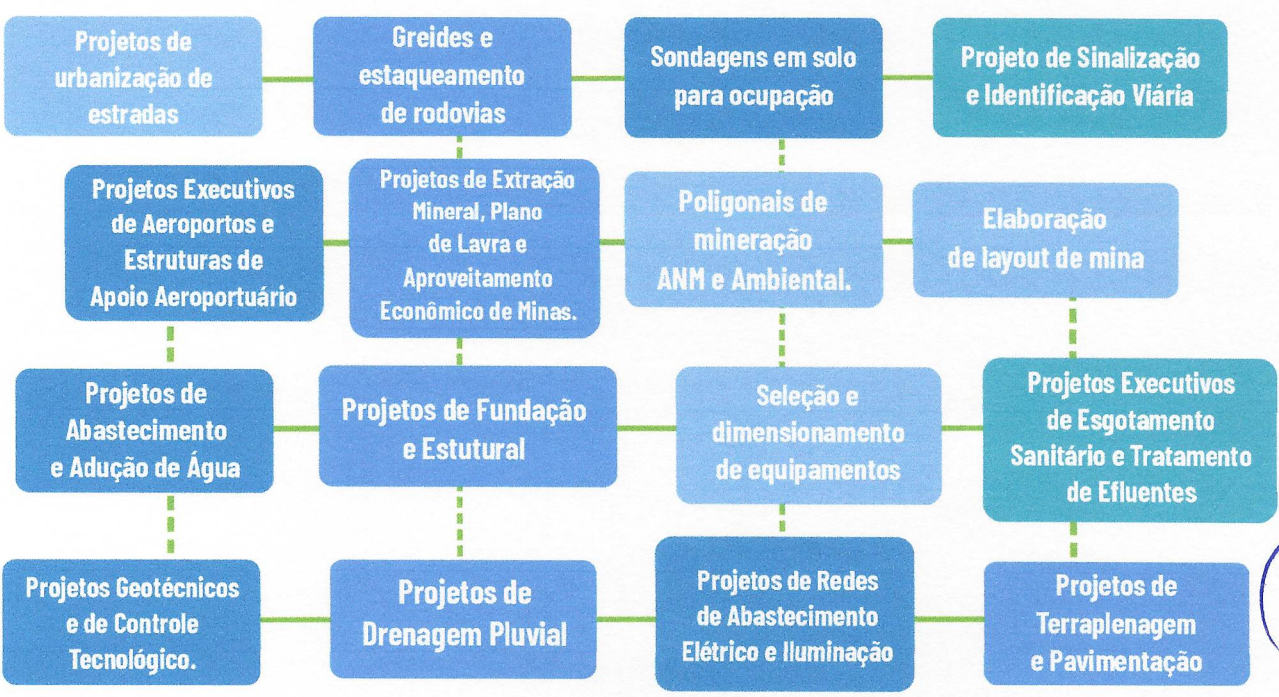 Projetos de
urbanização de
estradas
Greides e
estaqueamento
de rodovias
Sondagens em solo
para ocupação
Projeto de Sinalização
e Identificação Viária
Projetos Executivos
de Aeroportos e
Estruturas de
Apoio Aeroportuário
Projetos de Extração
Mineral, Plano
de Lavra e
Aproveitamento
Econômico de Minas.
Poligonais de
mineração
ANM e Ambiental.
Elaboração
de layout de mina
Projetos de
Abastecimento
e Adução de Água
Projetos de Fundação
e Estutural
Seleção e
dimensionamento
de equipamentos
Projetos Executivos
de Esgotamento
Sanitário e Tratamento
de Efluentes
Projetos Geotécnicos
e de Controle
Tecnológico.
Projetos de
Drenagem Pluvial
Projetos de Redes
de Abastecimento
Elétrico e Iluminação
Projetos de
Terraplenagem
e Pavimentação